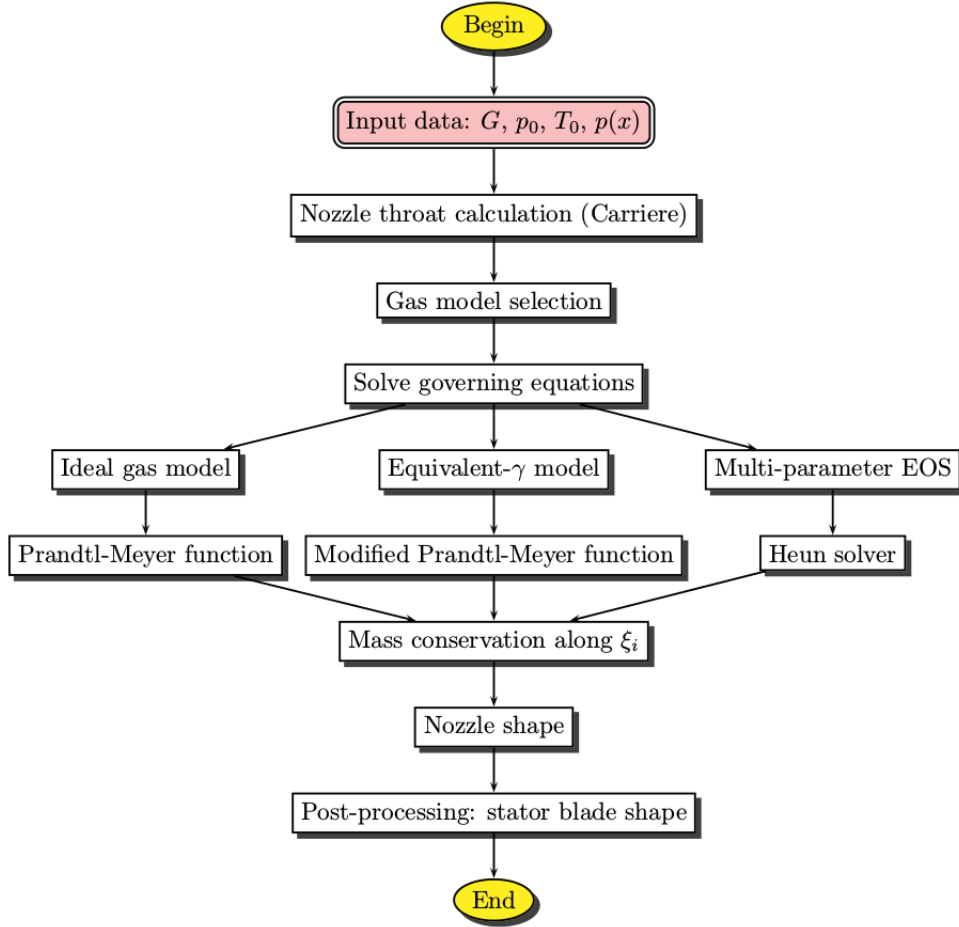 Begin
Input data: G, p₀, T₀, p(x)
Nozzle throat calculation (Carriere)
Gas model selection
Solve governing equations
Ideal gas model
Equivalent-γ model
Multi-parameter EOS
Prandtl-Meyer function
Modified Prandtl-Meyer function
Heun solver
Mass conservation along ξᵢ
Nozzle shape
Post-processing: stator blade shape
End